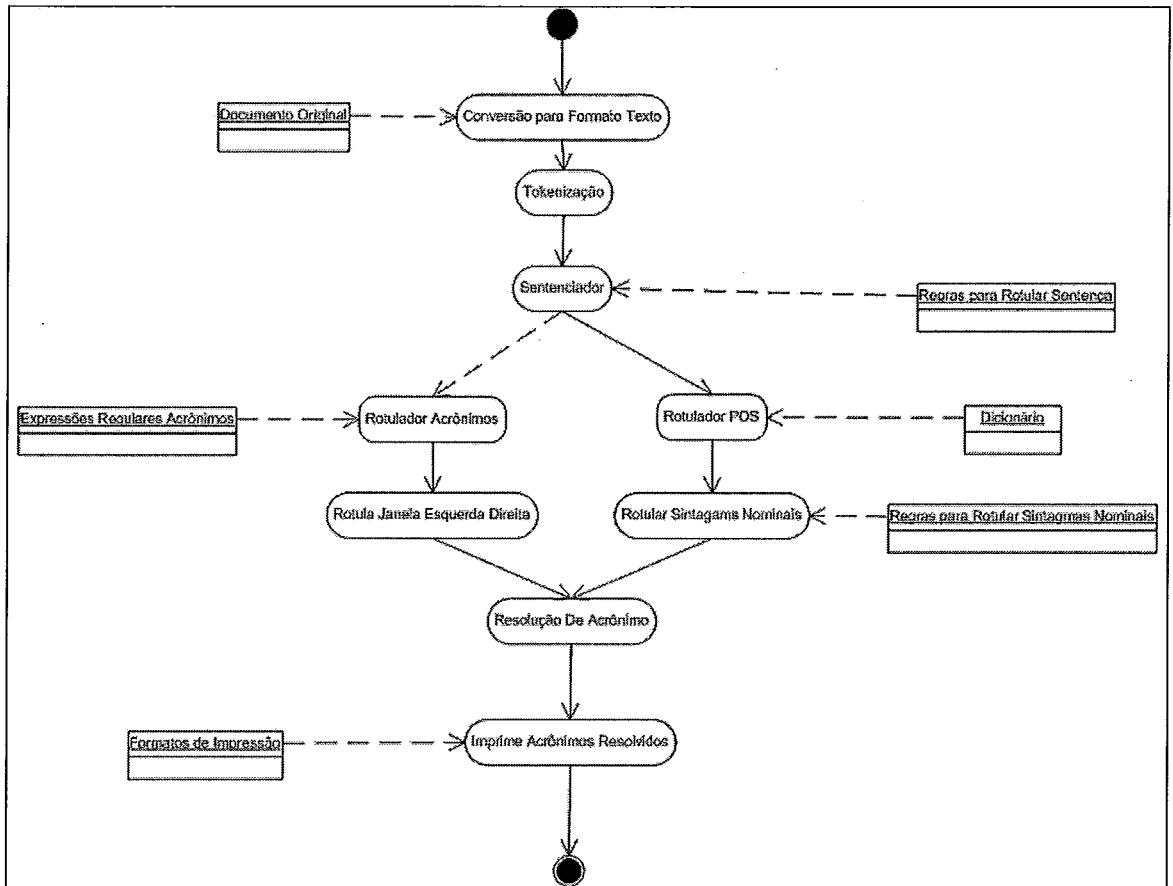 Documento Original
Conversão para Formato Texto
Tokenização
Sentenciador
Regras para Rotular Sentença
Expressões Regulares Acrônimos
Rotulador Acrônimos
Rotulador POS
Dicionário
Rotula Janela Esquerda Direita
Rotular Sintagams Nominais
Regras para Rotular Sintagmas Nominais
Resolução De Acrônimo
Formatos de Impressão
Imprime Acrônimos Resolvidos